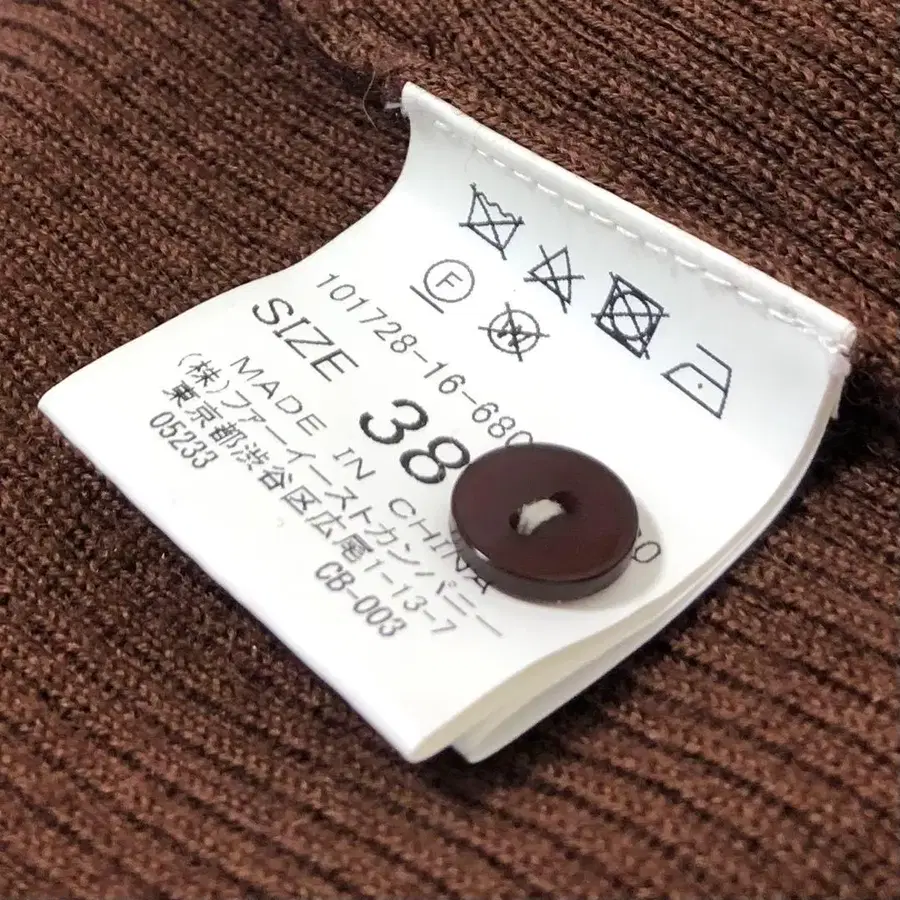 F
W
101728-16-680
60
SIZE 38
MADE IN CHINA
(株)ファーイーストカンパニー
東京都渋谷区広尾1-13-7
05233 CB-003